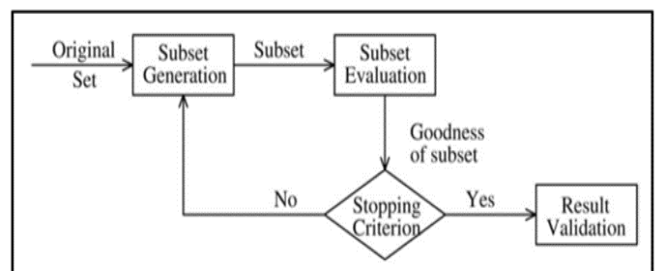 Original
Set
Subset
Generation
Subset
Subset
Evaluation
Goodness
of subset
No
Stopping
Criterion
Yes
Result
Validation